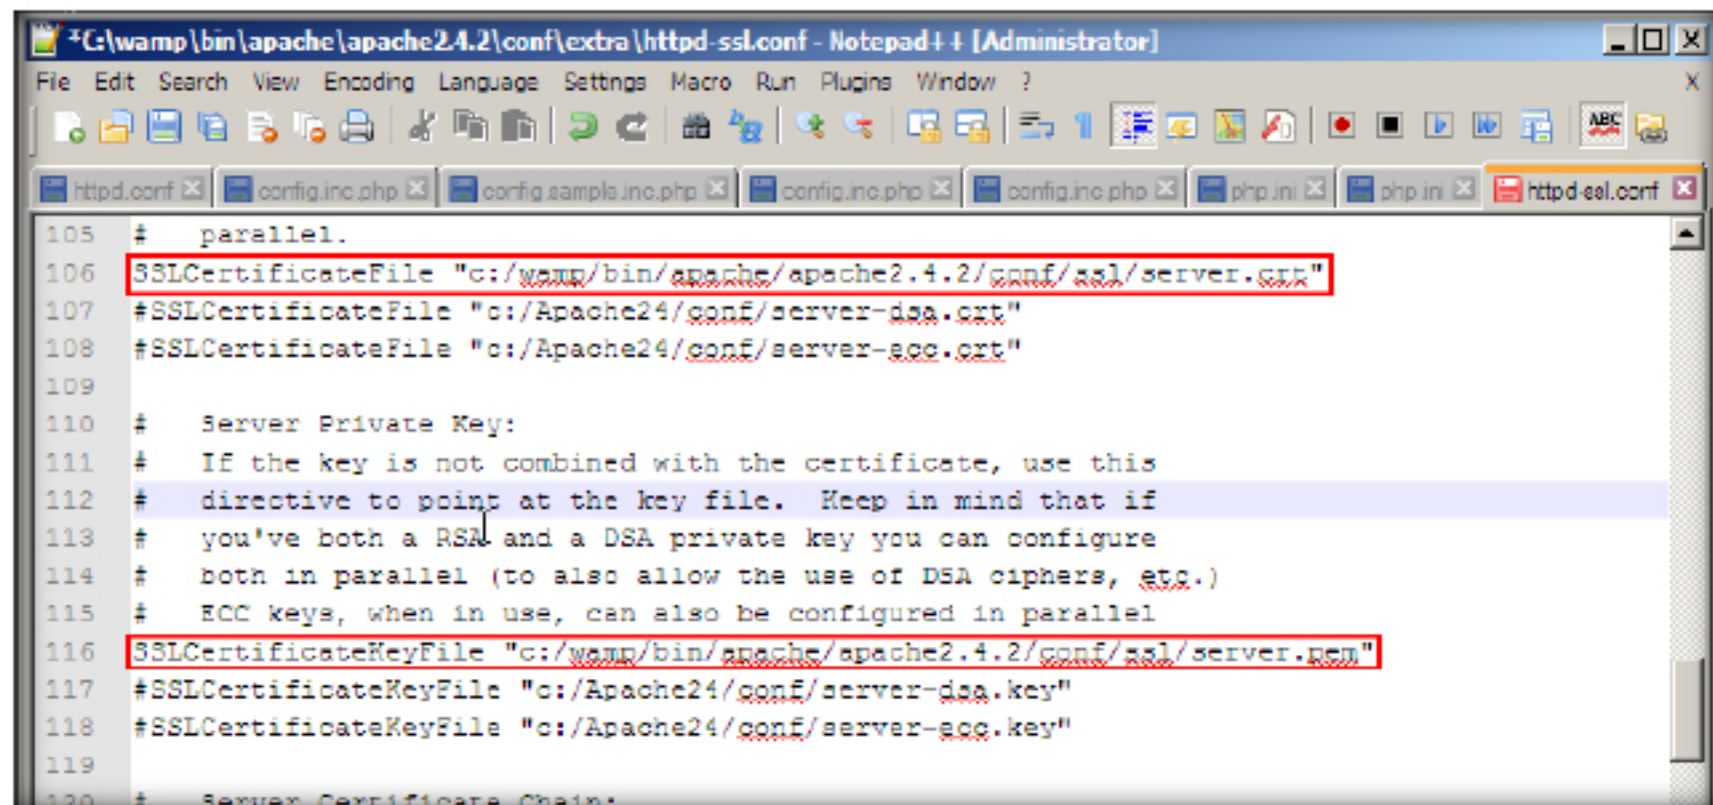 *C:\wamp\bin\apache\apache2.4.2\conf\extra\httpd-ssl.conf - Notepad++ [Administrator]
File Edit Search View Encoding Language Settings Macro Run Plugins Window ? X
ABC
httpd.conf config.inc.php config.sample.inc.php config.inc.php config.inc.php php.ini php.ini httpd-ssl.conf
105 # parallel.
106 SSLCertificateFile "c:/wamp/bin/apache/apache2.4.2/conf/ssl/server.crt"
107 #SSLCertificateFile "c:/Apache24/conf/server-dsa.crt"
108 #SSLCertificateFile "c:/Apache24/conf/server-ecc.crt"
109
110 # Server Private Key:
111 # If the key is not combined with the certificate, use this
112 # directive to point at the key file. Keep in mind that if
113 # you've both a RSA and a DSA private key you can configure
114 # both in parallel (to also allow the use of DSA ciphers, etc.)
115 # ECC keys, when in use, can also be configured in parallel
116 SSLCertificateKeyFile "c:/wamp/bin/apache/apache2.4.2/conf/ssl/server.pem"
117 #SSLCertificateKeyFile "c:/Apache24/conf/server-dsa.key"
118 #SSLCertificateKeyFile "c:/Apache24/conf/server-ecc.key"
119
120 # Server Certificate Chain: